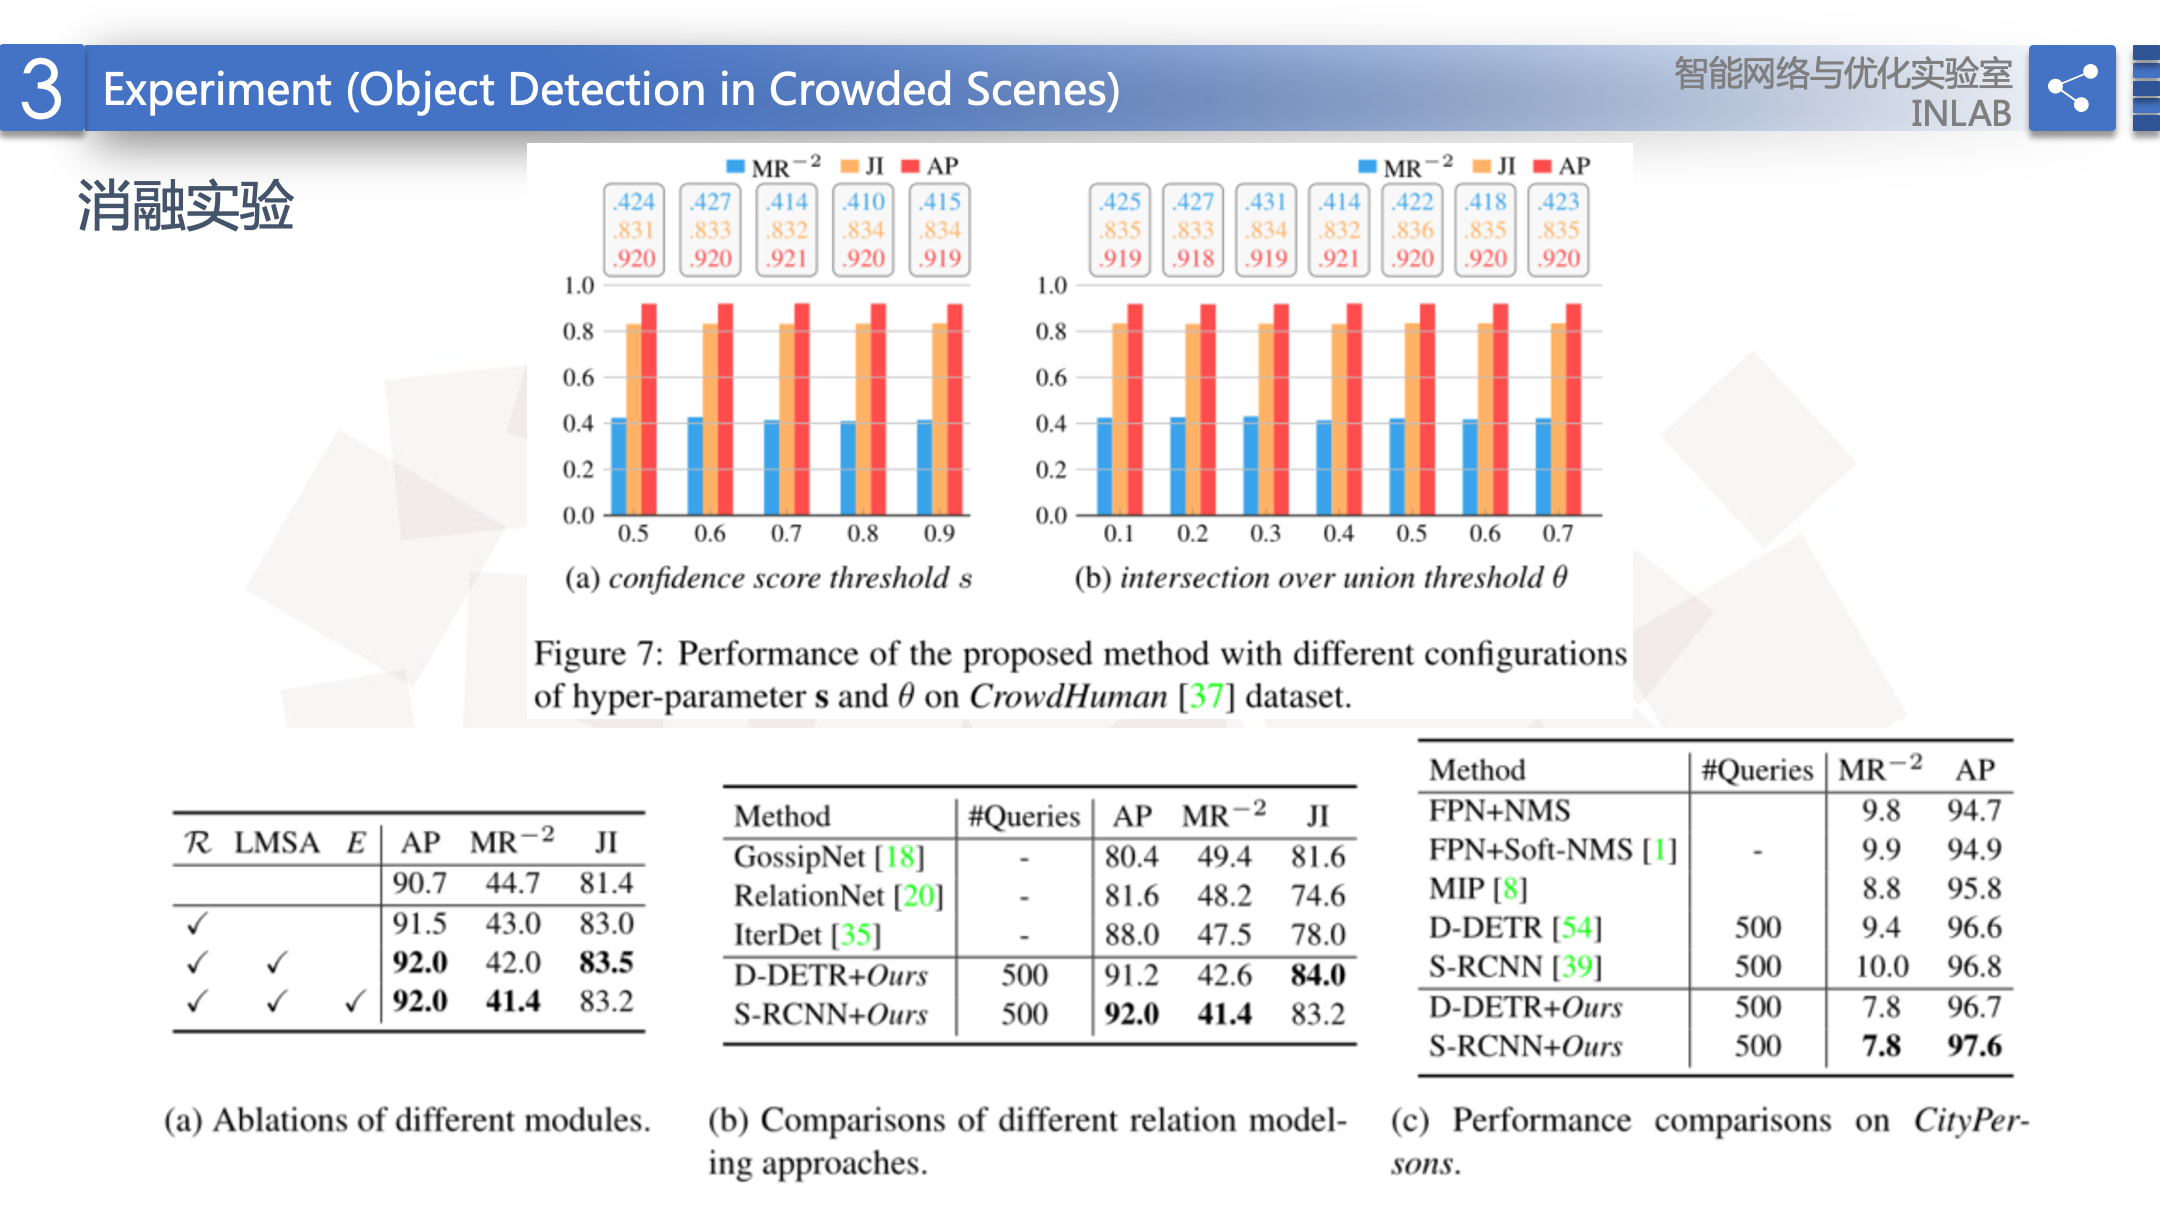 3 Experiment (Object Detection in Crowded Scenes)
智能网络与优化实验室
INLAB
消融实验
MR−2 JI AP
.424 .427 .414 .410 .415
.831 .833 .832 .834 .834
.920 .920 .921 .920 .919
1.0
0.8
0.6
0.4
0.2
0.0
0.5 0.6 0.7 0.8 0.9
(a) confidence score threshold s
MR−2 JI AP
.425 .427 .431 .414 .422 .418 .423
.835 .833 .834 .832 .836 .835 .835
.919 .918 .919 .921 .920 .920 .920
1.0
0.8
0.6
0.4
0.2
0.0
0.1 0.2 0.3 0.4 0.5 0.6 0.7
(b) intersection over union threshold θ
Figure 7: Performance of the proposed method with different configurations
of hyper-parameter s and θ on CrowdHuman [37] dataset.
R LMSA E AP MR−2 JI
90.7 44.7 81.4
✓ 91.5 43.0 83.0
✓ ✓ 92.0 42.0 83.5
✓ ✓ ✓ 92.0 41.4 83.2
(a) Ablations of different modules.
Method #Queries AP MR−2 JI
GossipNet [18] - 80.4 49.4 81.6
RelationNet [20] - 81.6 48.2 74.6
IterDet [35] - 88.0 47.5 78.0
D-DETR+Ours 500 91.2 42.6 84.0
S-RCNN+Ours 500 92.0 41.4 83.2
(b) Comparisons of different relation model-
ing approaches.
Method #Queries MR−2 AP
FPN+NMS 9.8 94.7
FPN+Soft-NMS [1] - 9.9 94.9
MIP [8] 8.8 95.8
D-DETR [54] 500 9.4 96.6
S-RCNN [39] 500 10.0 96.8
D-DETR+Ours 500 7.8 96.7
S-RCNN+Ours 500 7.8 97.6
(c) Performance comparisons on CityPer-
sons.